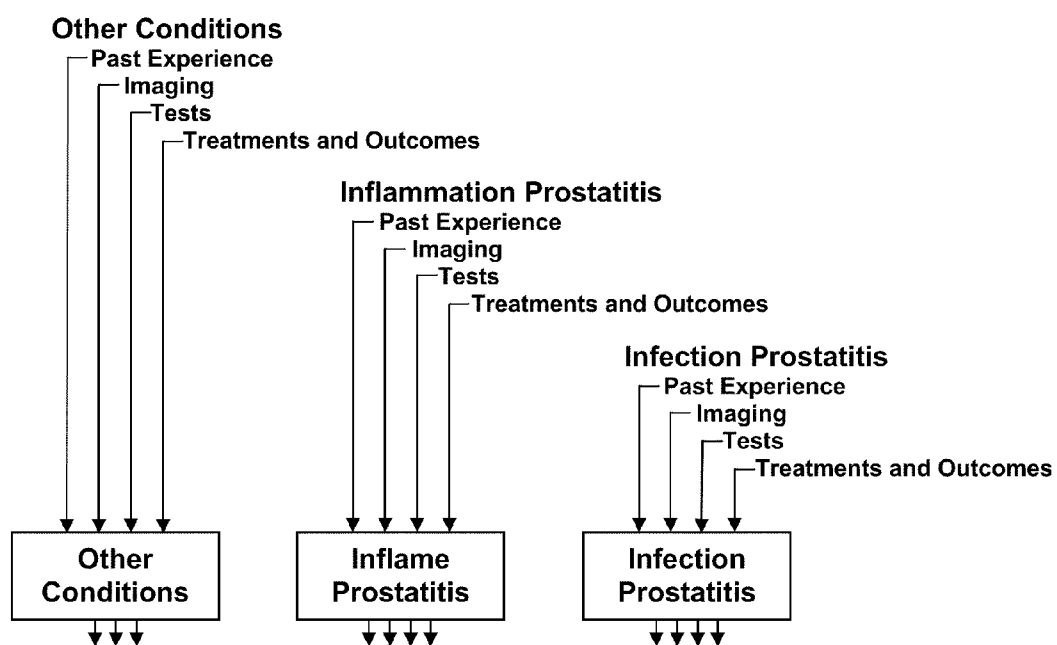 Other Conditions
Past Experience
Imaging
Tests
Treatments and Outcomes
Inflammation Prostatitis
Past Experience
Imaging
Tests
Treatments and Outcomes
Infection Prostatitis
Past Experience
Imaging
Tests
Treatments and Outcomes
Other
Conditions
Inflame
Prostatitis
Infection
Prostatitis